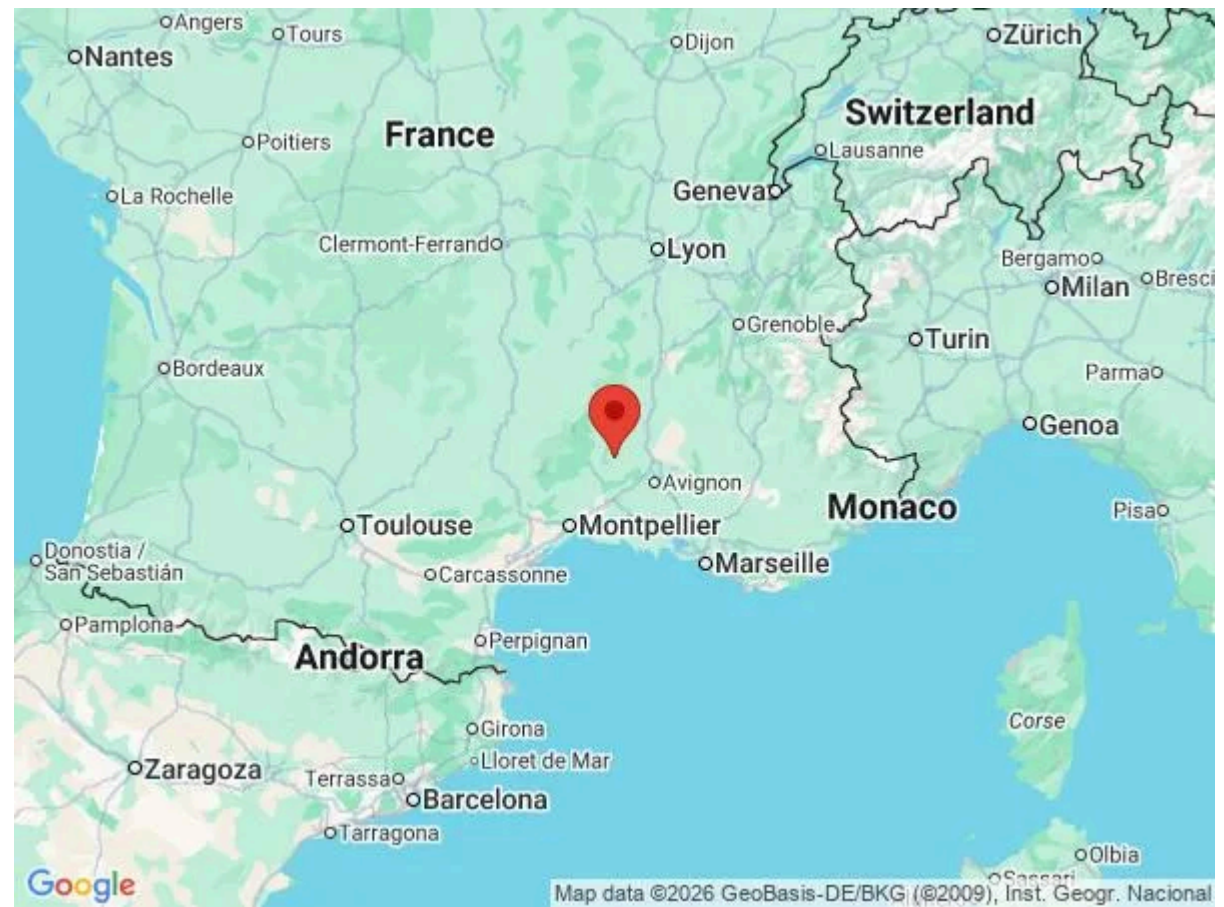 Angers
Tours
Dijon
Zürich
Nantes
Switzerland
France
Poitiers
Lausanne
La Rochelle
Geneva
Clermont-Ferrand
Lyon
Bergamo
Milan
Bresci
Grenoble
Turin
Bordeaux
Parma
Genoa
Avignon
Monaco
Pisa
Toulouse
Montpellier
Donostia /
San Sebastián
Marseille
Carcassonne
Pamplona
Perpignan
Andorra
Corse
Girona
Lloret de Mar
Zaragoza
Terrassa
Barcelona
Tarragona
Olbia
Sassari
Google
Map data ©2026 GeoBasis-DE/BKG (©2009), Inst. Geogr. Nacional